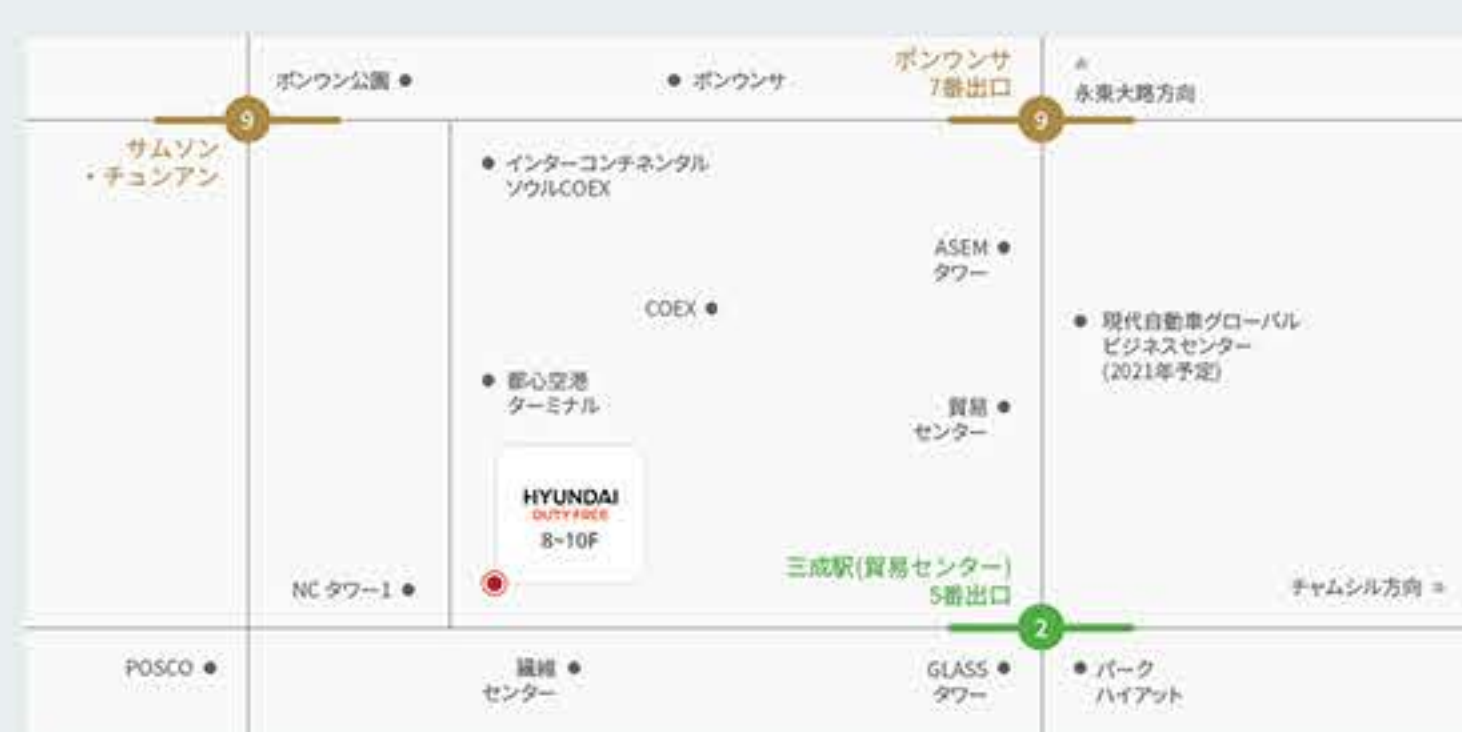 ボンウン公園
ボンウンサ
ボンウンサ
7番出口
永東大路方向
9
9
サムソン
・チュンアン
インターコンチネンタル
ソウルCOEX
ASEM
タワー
COEX
現代自動車グローバル
ビジネスセンター
(2021年予定)
都心空港
ターミナル
貿易
センター
HYUNDAI
DUTY FREE
8~10F
三成駅(貿易センター)
5番出口
NC タワー1
チャムシル方向
2
POSCO
繊維
センター
GLASS
タワー
パーク
ハイアット